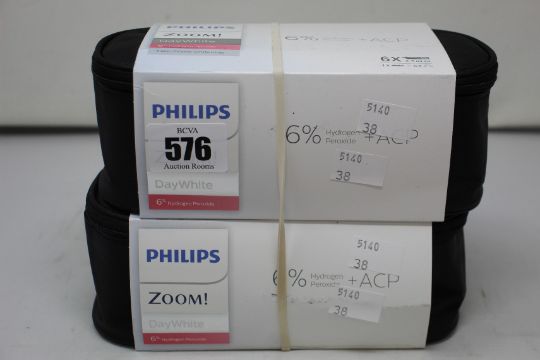 PHILIPS
ZOOM!
DayWhite
6% Hydrogen Peroxide
6%
+ACP
6X
PHILIPS
BCVA
576
Auction Rooms
DayWhite
6% Hydrogen Peroxide
5140
38
6% Hydrogen Peroxide +ACP
5140
38
PHILIPS
ZOOM!
DayWhite
6% Hydrogen Peroxide
5140
38
6% Hydrogen Peroxide +ACP
5140
38